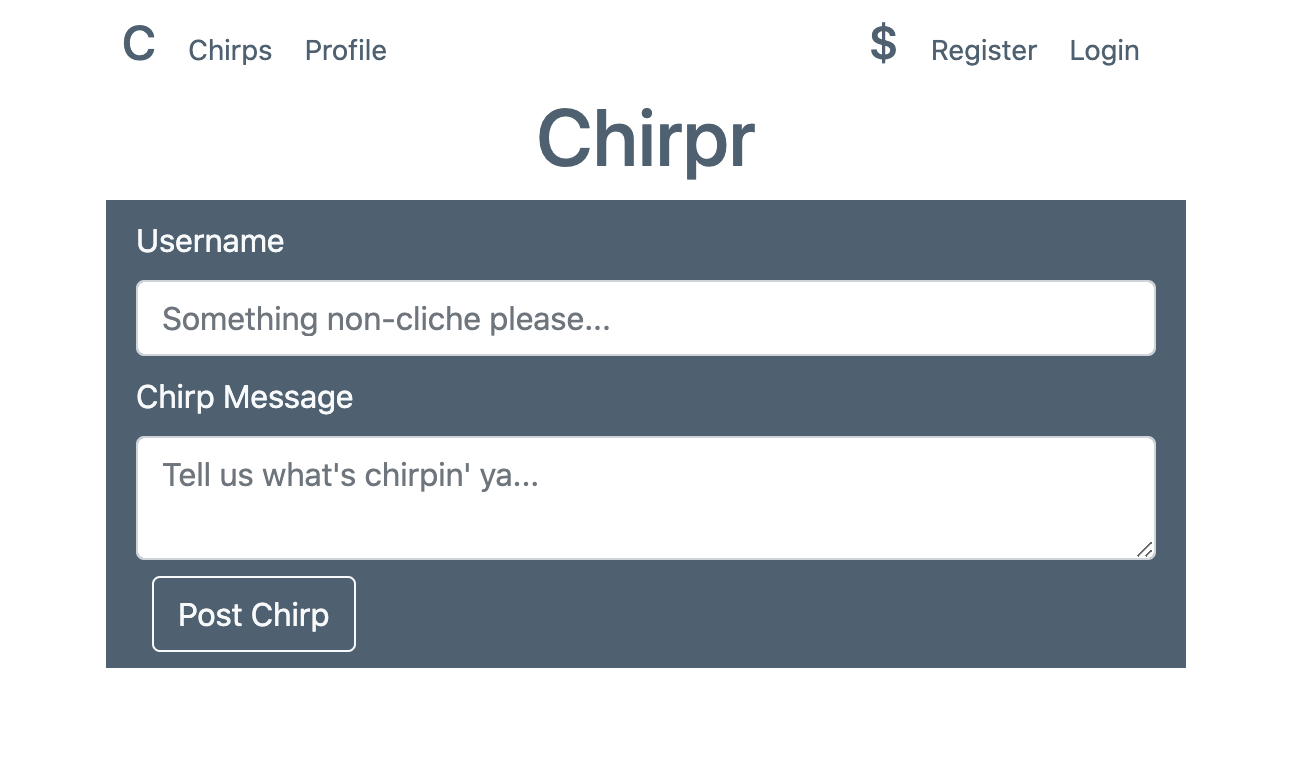 C Chirps Profile $ Register Login
Chirpr
Username
Something non-cliche please...
Chirp Message
Tell us what's chirpin' ya...
Post Chirp